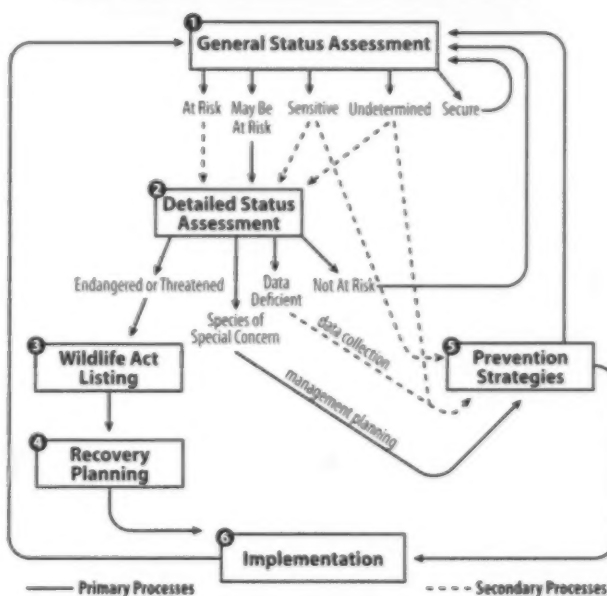 1
General Status Assessment
At Risk
May Be
At Risk
Sensitive
Undetermined
Secure
2
Detailed Status
Assessment
Endangered or Threatened
Species of
Special Concern
Data
Deficient
Not At Risk
data collection
management planning
3
Wildlife Act
Listing
5
Prevention
Strategies
4
Recovery
Planning
6
Implementation
Primary Processes
Secondary Processes